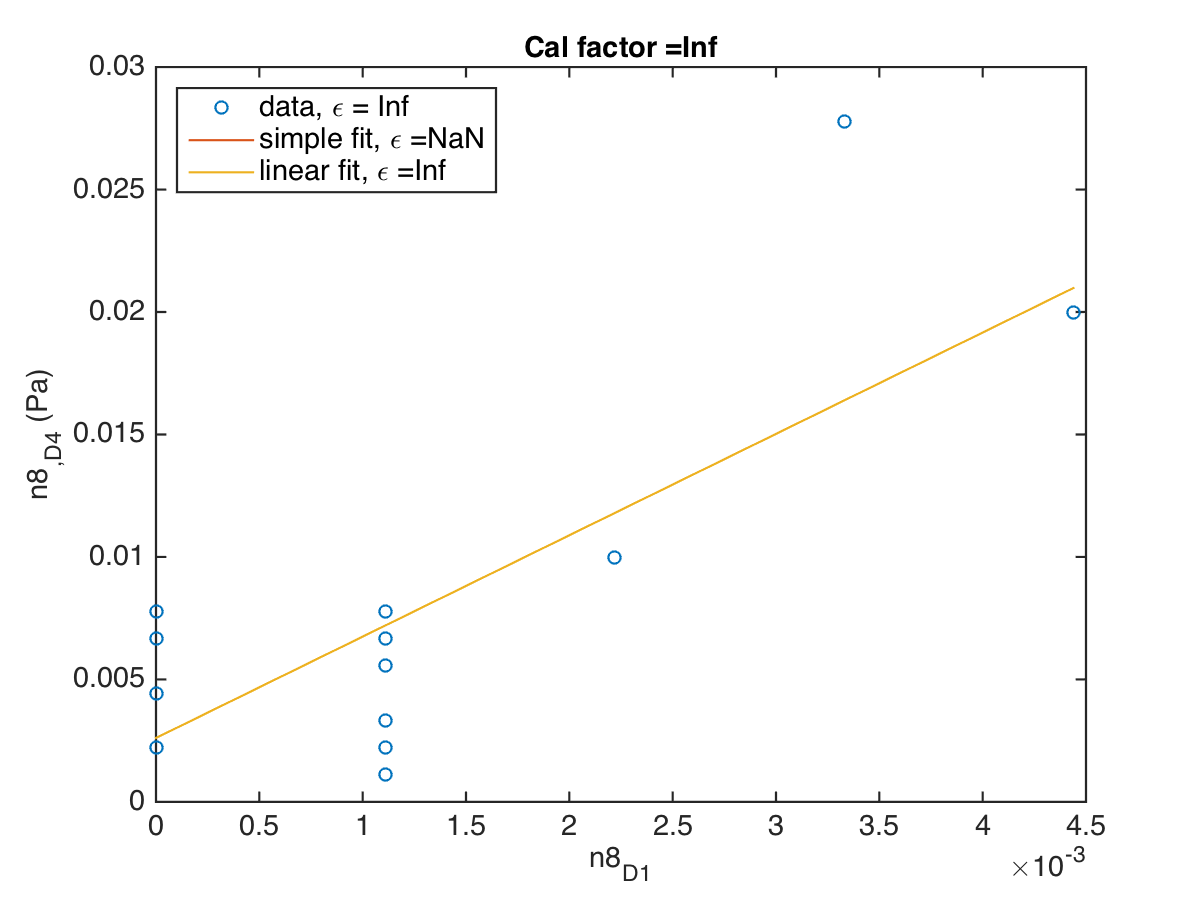 Cal factor =Inf
0.03
0.025
0.02
0.015
0.01
0.005
0
n8,D4 (Pa)
data, ϵ = Inf
simple fit, ϵ =NaN
linear fit, ϵ =Inf
0 0.5 1 1.5 2 2.5 3 3.5 4 4.5
n8D1
×10-3